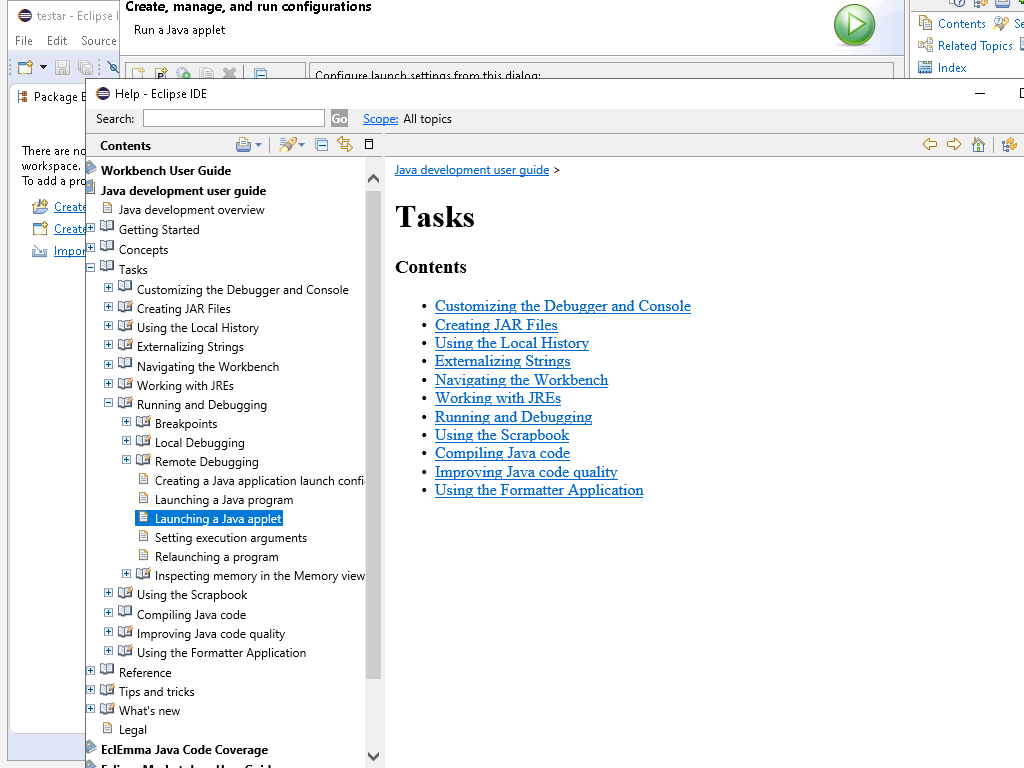 testar - Eclipse I
Create, manage, and run configurations
Run a Java applet
File Edit Source
Contents
Related Topics
Index
Configure launch settings from this dialog:
Package E
Help - Eclipse IDE
Search:
Go
Scope: All topics
There are no
workspace.
To add a pro
Create
Create
Impor
Contents
Workbench User Guide
Java development user guide
Java development overview
Getting Started
Concepts
Tasks
Customizing the Debugger and Console
Creating JAR Files
Using the Local History
Externalizing Strings
Navigating the Workbench
Working with JREs
Running and Debugging
Breakpoints
Local Debugging
Remote Debugging
Creating a Java application launch confi
Launching a Java program
Launching a Java applet
Setting execution arguments
Relaunching a program
Inspecting memory in the Memory view
Using the Scrapbook
Compiling Java code
Improving Java code quality
Using the Formatter Application
Reference
Tips and tricks
What's new
Legal
EclEmma Java Code Coverage
Java development user guide >
Tasks
Contents
• Customizing the Debugger and Console
• Creating JAR Files
• Using the Local History
• Externalizing Strings
• Navigating the Workbench
• Working with JREs
• Running and Debugging
• Using the Scrapbook
• Compiling Java code
• Improving Java code quality
• Using the Formatter Application